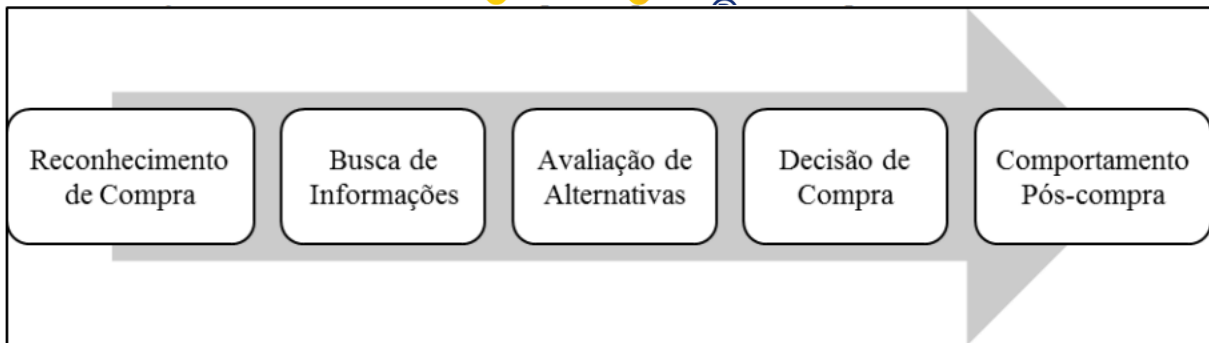 Reconhecimento
de Compra
Busca de
Informações
Avaliação de
Alternativas
Decisão de
Compra
Comportamento
Pós-compra